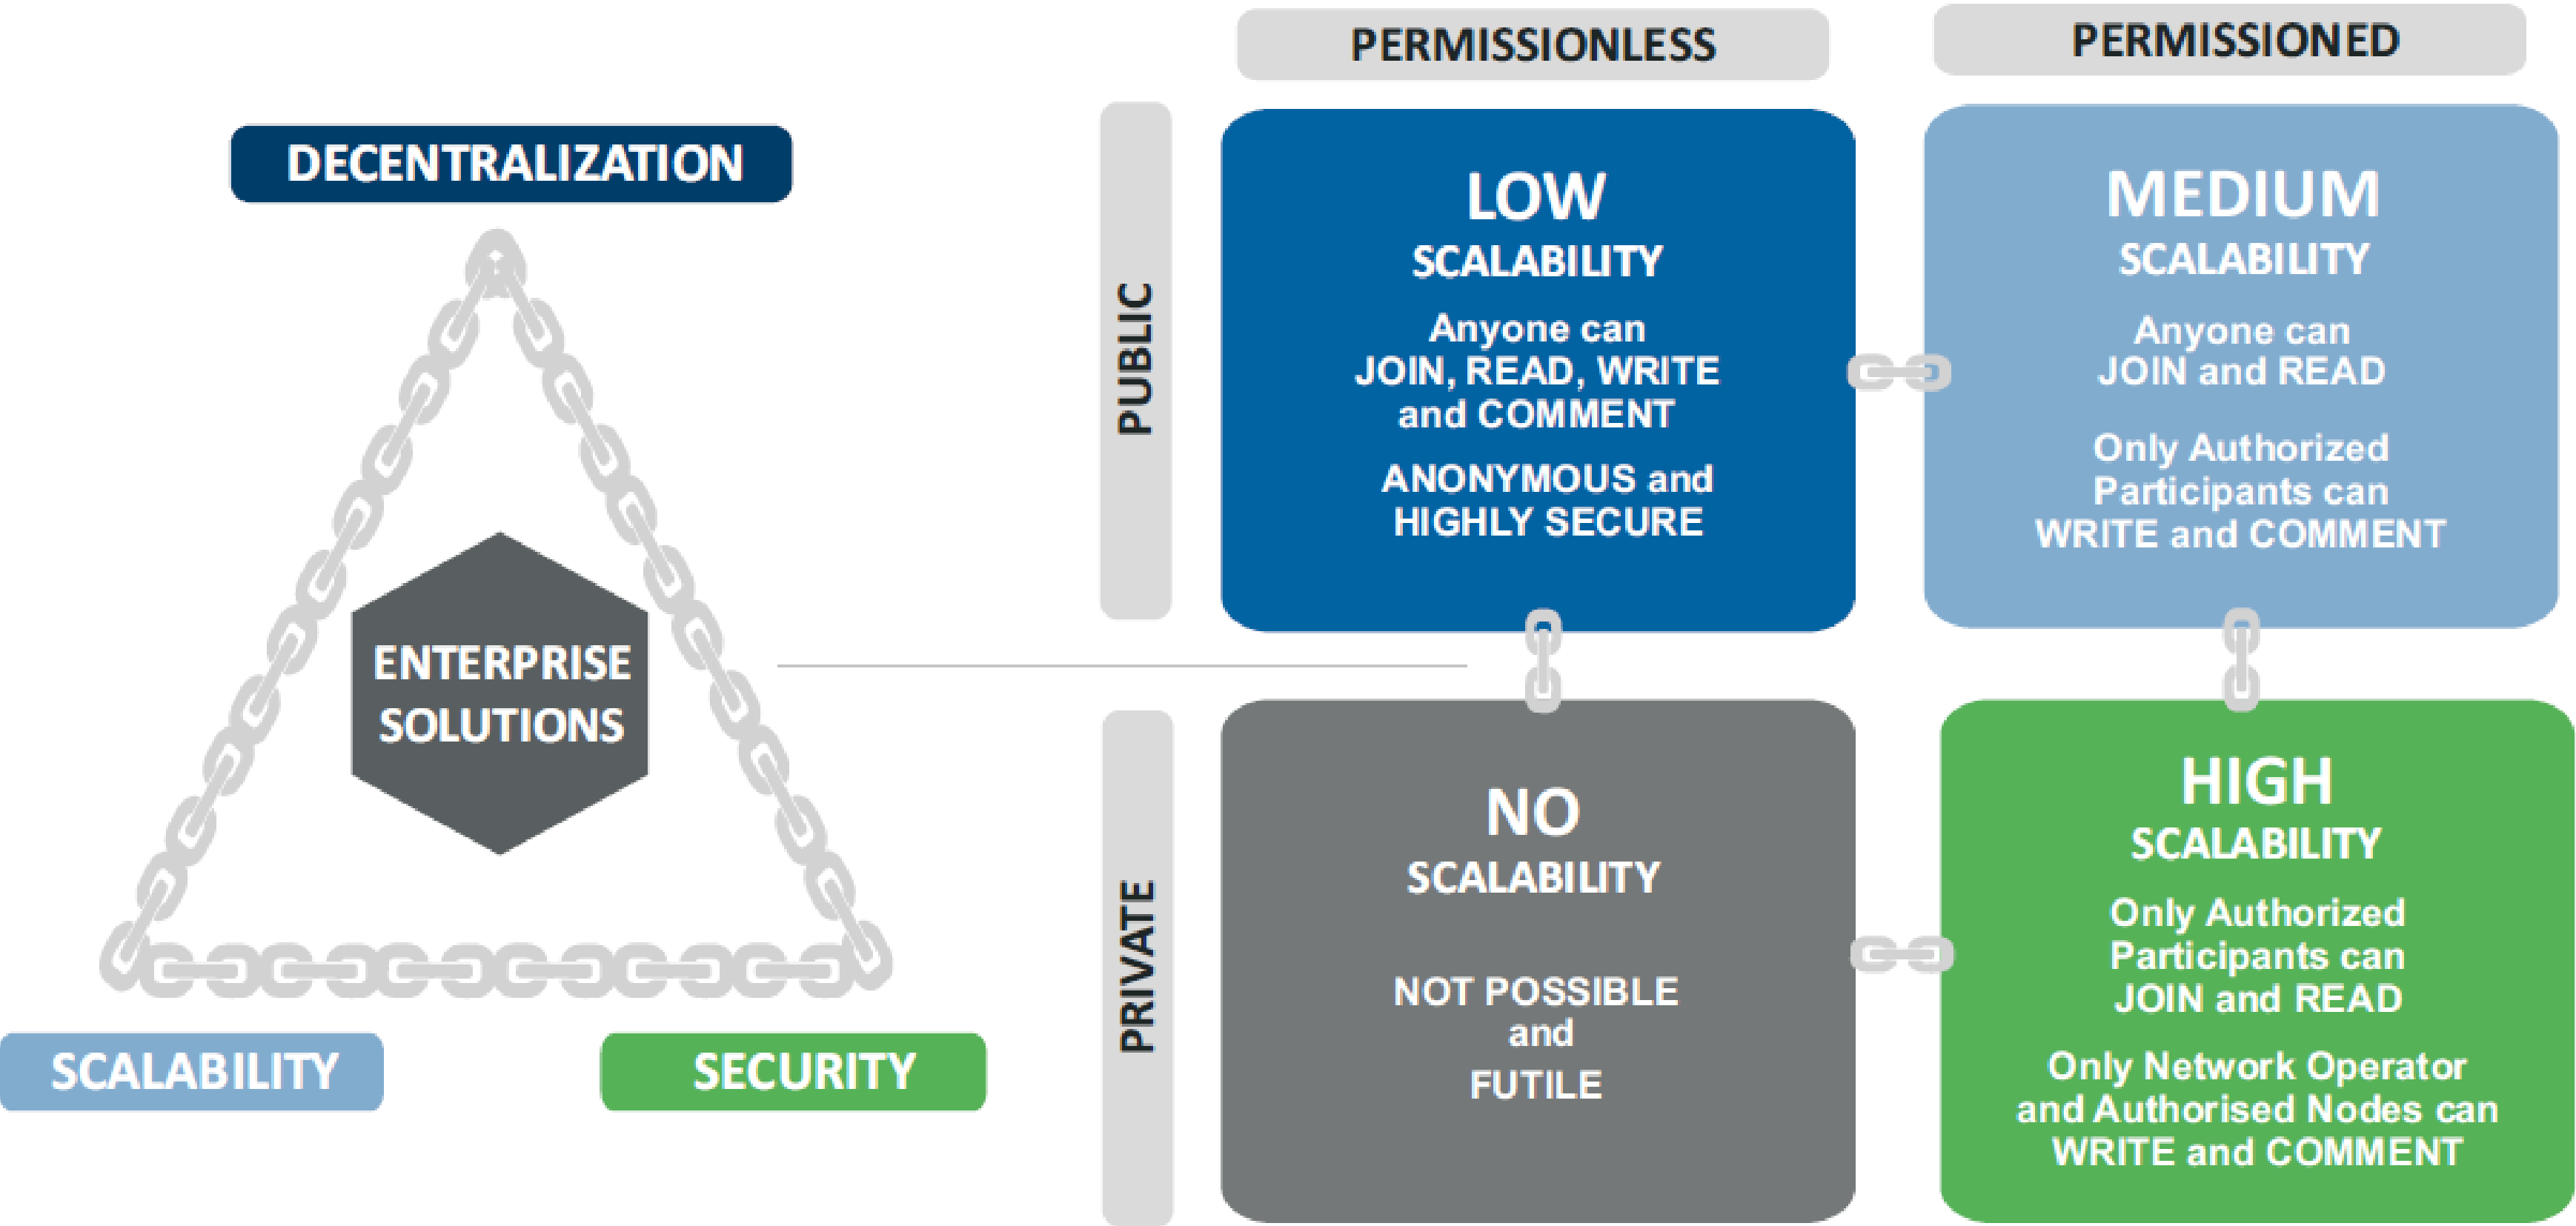 DECENTRALIZATION
ENTERPRISE
SOLUTIONS
SCALABILITY
SECURITY
PERMISSIONLESS
PERMISSIONED
PUBLIC
LOW
SCALABILITY
Anyone can
JOIN, READ, WRITE
and COMMENT
ANONYMOUS and
HIGHLY SECURE
MEDIUM
SCALABILITY
Anyone can
JOIN and READ
Only Authorized
Participants can
WRITE and COMMENT
PRIVATE
NO
SCALABILITY
NOT POSSIBLE
and
FUTILE
HIGH
SCALABILITY
Only Authorized
Participants can
JOIN and READ
Only Network Operator
and Authorised Nodes can
WRITE and COMMENT